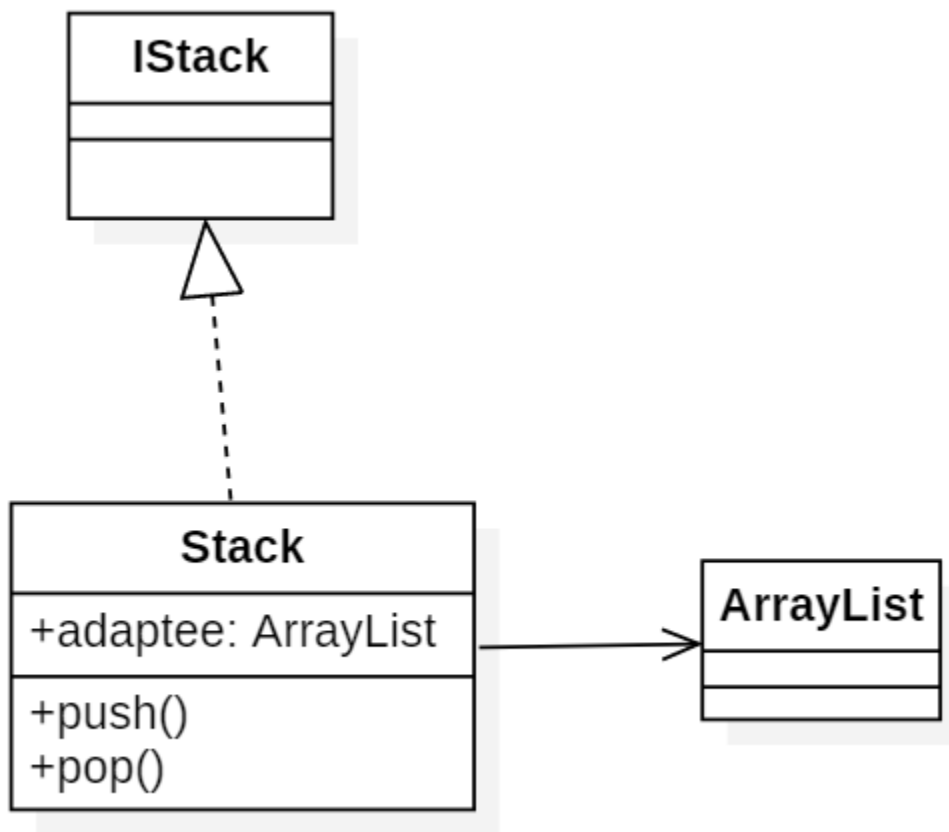 IStack
Stack
+adaptee: ArrayList
ArrayList
+push()
+pop()